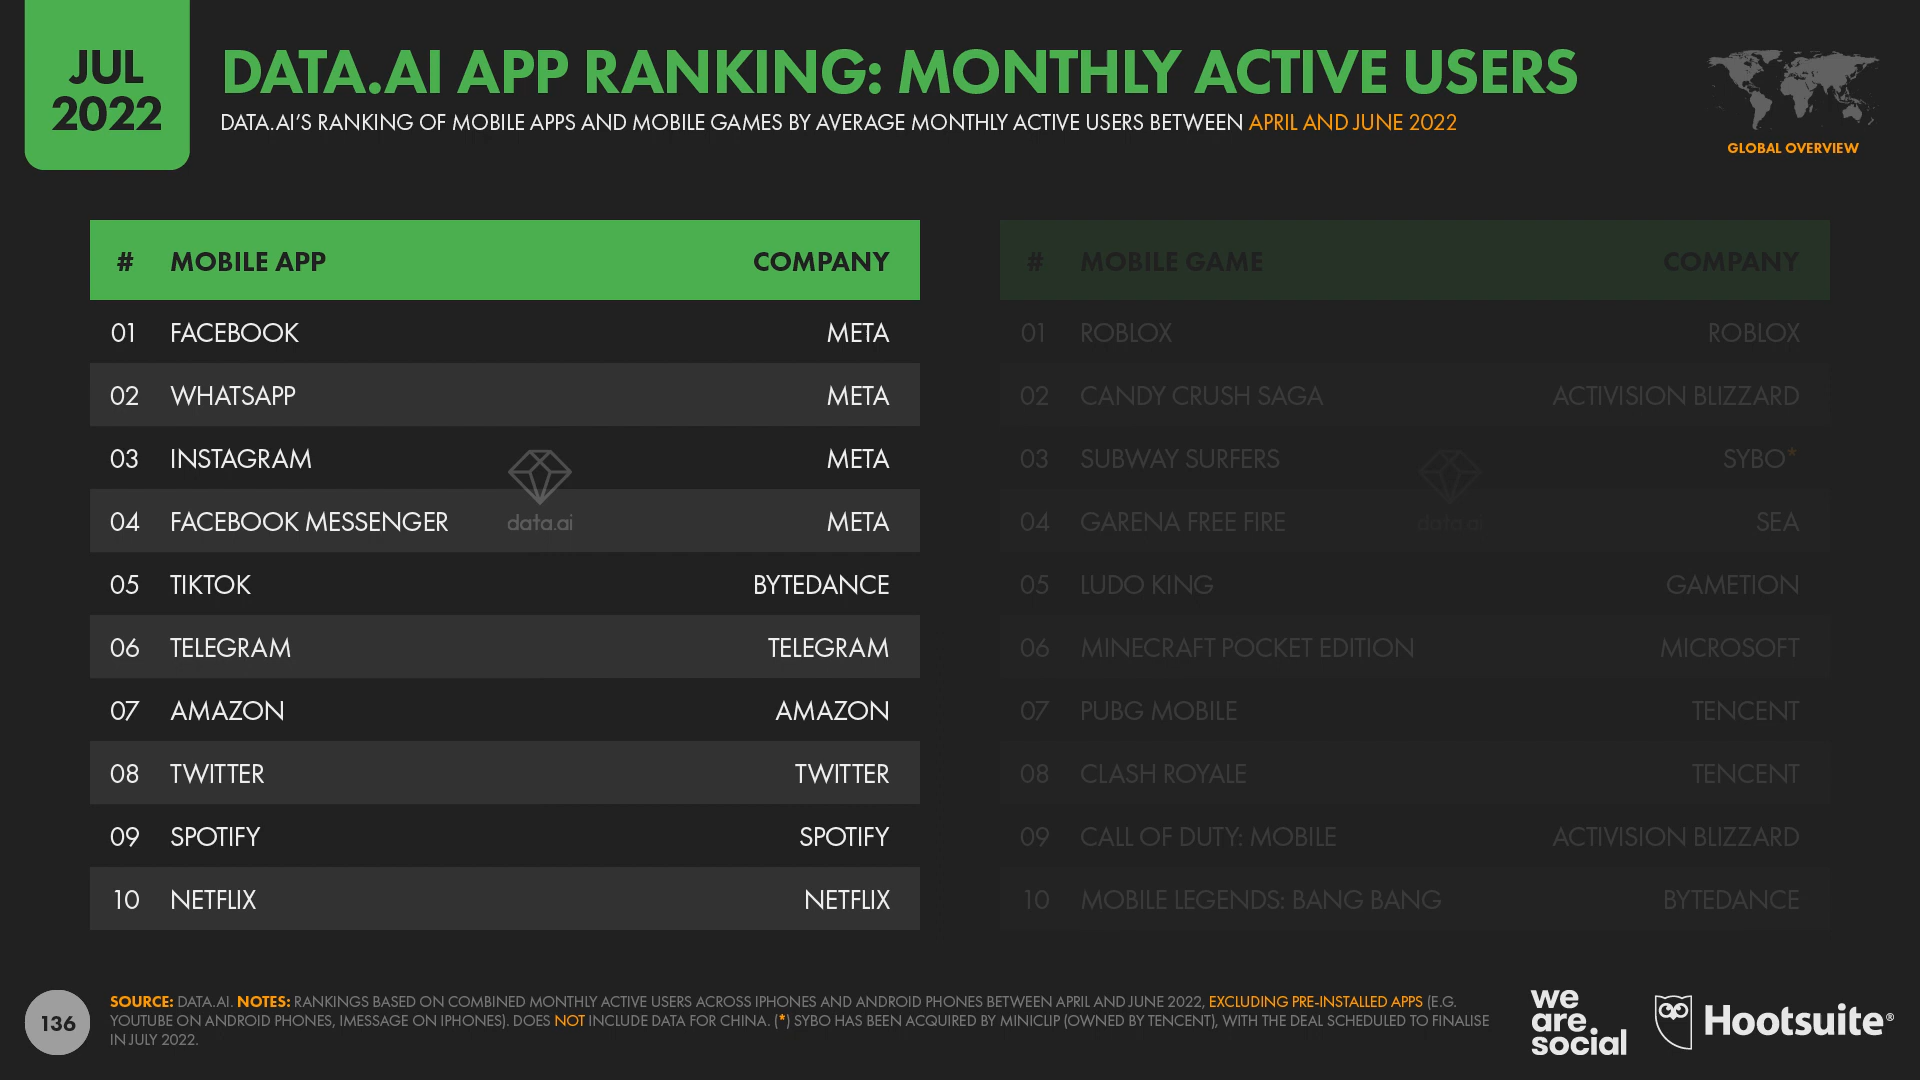 JUL
2022
DATA.AI APP RANKING: MONTHLY ACTIVE USERS
DATA.AI'S RANKING OF MOBILE APPS AND MOBILE GAMES BY AVERAGE MONTHLY ACTIVE USERS BETWEEN APRIL AND JUNE 2022
GLOBAL OVERVIEW
# MOBILE APP COMPANY
01 FACEBOOK META
02 WHATSAPP META
03 INSTAGRAM META
04 FACEBOOK MESSENGER META
05 TIKTOK BYTEDANCE
06 TELEGRAM TELEGRAM
07 AMAZON AMAZON
08 TWITTER TWITTER
09 SPOTIFY SPOTIFY
10 NETFLIX NETFLIX
data.ai
# MOBILE GAME COMPANY
01 ROBLOX ROBLOX
02 CANDY CRUSH SAGA ACTIVISION BLIZZARD
03 SUBWAY SURFERS SYBO*
04 GARENA FREE FIRE SEA
05 LUDO KING GAMETION
06 MINECRAFT POCKET EDITION MICROSOFT
07 PUBG MOBILE TENCENT
08 CLASH ROYALE TENCENT
09 CALL OF DUTY: MOBILE ACTIVISION BLIZZARD
10 MOBILE LEGENDS: BANG BANG BYTEDANCE
data.ai
136
SOURCE: DATA.AI. NOTES: RANKINGS BASED ON COMBINED MONTHLY ACTIVE USERS ACROSS IPHONES AND ANDROID PHONES BETWEEN APRIL AND JUNE 2022, EXCLUDING PRE-INSTALLED APPS (E.G.
YOUTUBE ON ANDROID PHONES, IMESSAGE ON IPHONES). DOES NOT INCLUDE DATA FOR CHINA. (*) SYBO HAS BEEN ACQUIRED BY MINICLIP (OWNED BY TENCENT), WITH THE DEAL SCHEDULED TO FINALISE
IN JULY 2022.
we
are
social
Hootsuite®